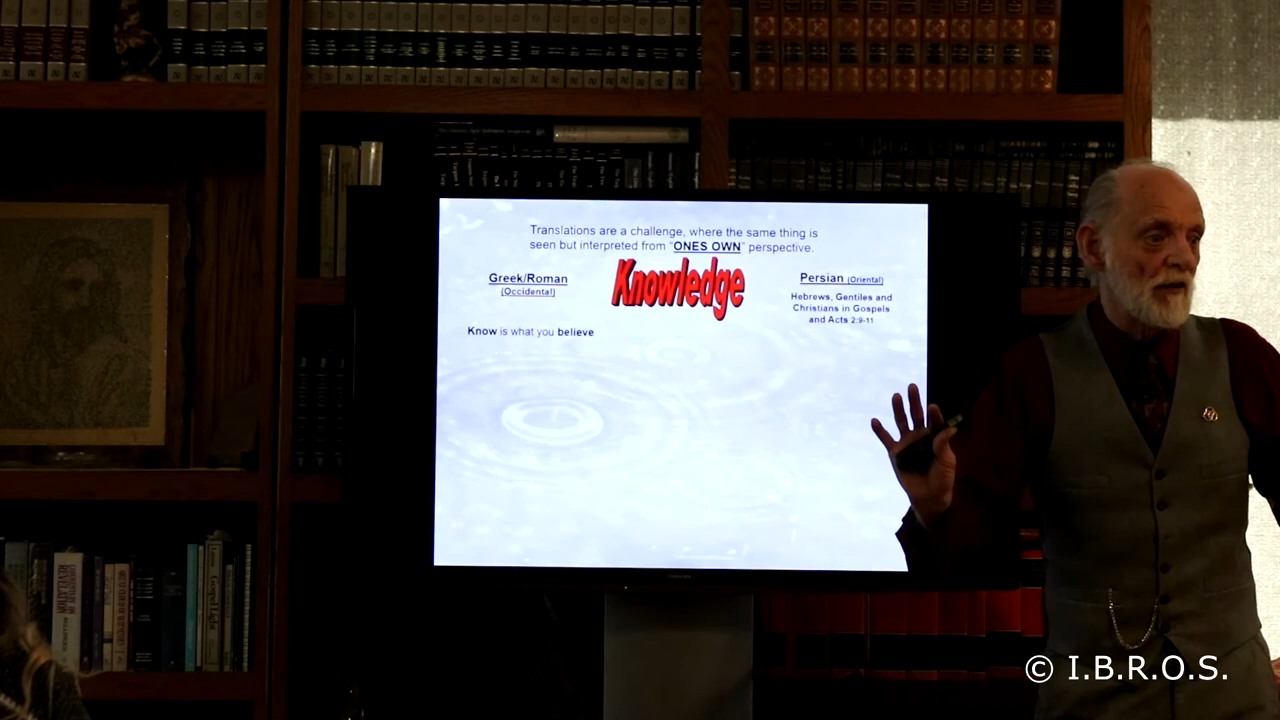 Translations are a challenge, where the same thing is
seen but interpreted from "ONES OWN" perspective.
Greek/Roman
(Occidental)
Knowledge
Persian (Oriental)
Hebrews, Gentiles and
Christians in Gospels
and Acts 2:9-11
Know is what you believe
REVELATION
© I.B.R.O.S.